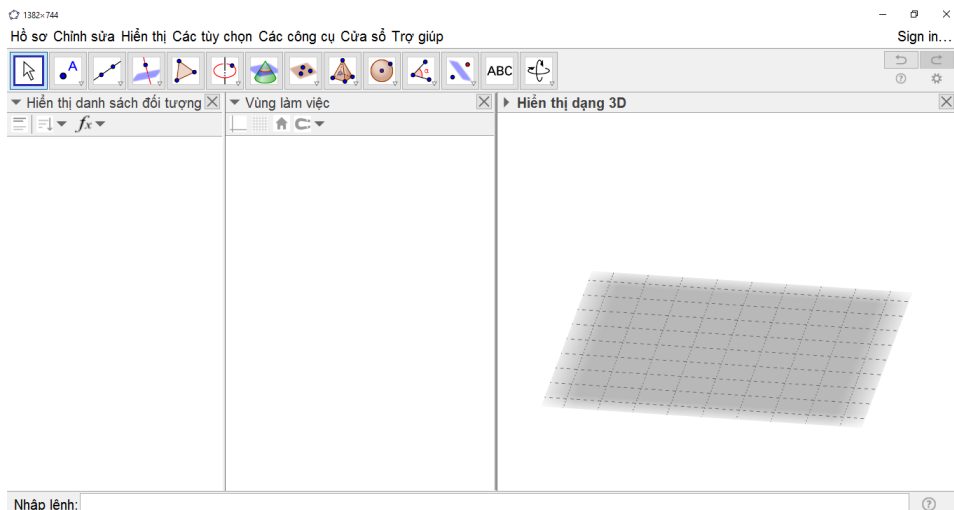 1382×744
Hồ sơ Chỉnh sửa Hiển thị Các tùy chọn Các công cụ Cửa sổ Trợ giúp Sign in...
A α ABC
Hiển thị danh sách đối tượng Vùng làm việc Hiển thị dạng 3D
fx
Nhập lệnh: